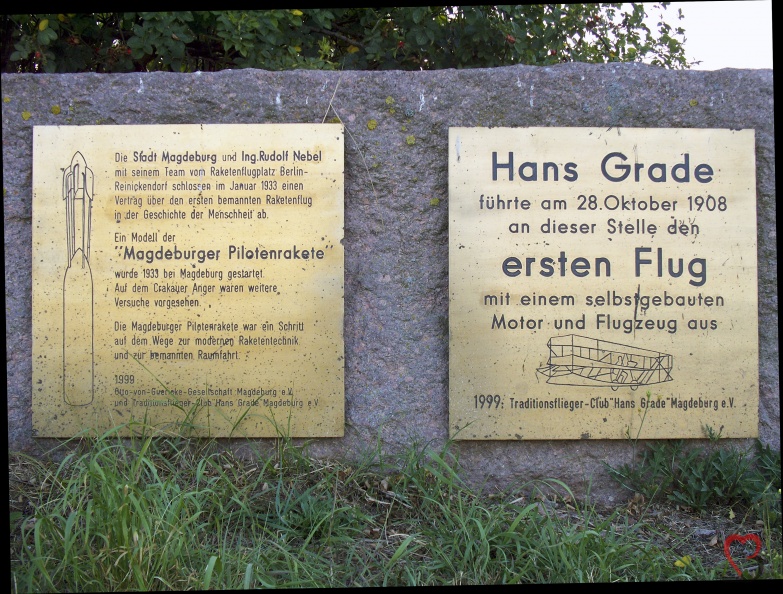 Die Stadt Magdeburg und Ing.Rudolf Nebel
mit seinem Team vom Raketenflugplatz Berlin-
Reinickendorf schlossen im Januar 1933 einen
Vertrag über den ersten bemannten Raketenflug
in der Geschichte der Menschheit ab.
Ein Modell der
"Magdeburger Pilotenrakete"
wurde 1933 bei Magdeburg gestartet.
Auf dem Crakauer Anger waren weitere
Versuche vorgesehen.
Die Magdeburger Pilotenrakete war ein Schritt
auf dem Wege zur modernen Raketentechnik
und zur bemannten Raumfahrt.
1999:
Otto-von-Guericke-Gesellschaft Magdeburg e.V.
und Traditionsflieger-Club"Hans Grade"Magdeburg e.V.
Hans Grade
führte am 28.Oktober 1908
an dieser Stelle den
ersten Flug
mit einem selbstgebauten
Motor und Flugzeug aus
1999: Traditionsflieger-Club"Hans Grade"Magdeburg e.V.